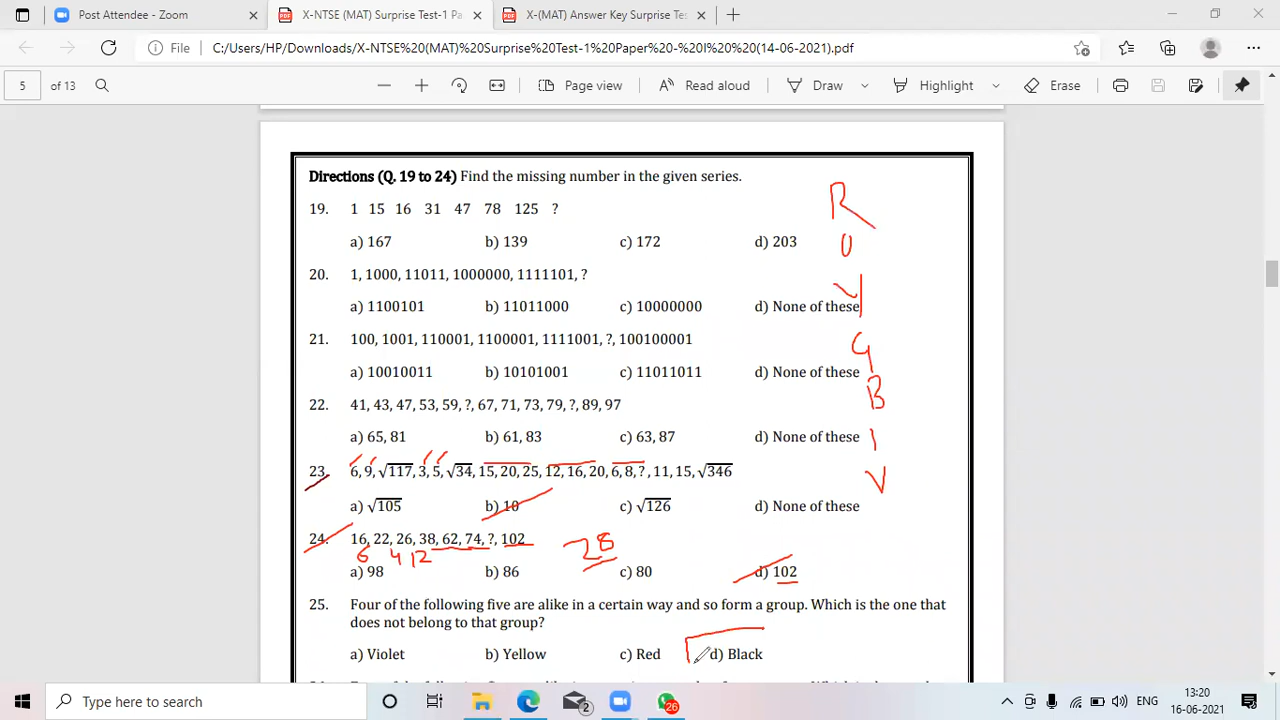 Post Attendee - Zoom
X-NTSE (MAT) Surprise Test-1 Pa
X-(MAT) Answer Key Surprise Tes
File
C:/Users/HP/Downloads/X-NTSE%20(MAT)%20Surprise%20Test-1%20Paper%20-%20I%20%20(14-06-2021).pdf
5 of 13
Page view
Read aloud
Draw
Highlight
Erase
Directions (Q. 19 to 24) Find the missing number in the given series.
R
19. 1 15 16 31 47 78 125 ?
a) 167 b) 139 c) 172 d) 203
O
20. 1, 1000, 11011, 1000000, 1111101, ?
Y
a) 1100101 b) 11011000 c) 10000000 d) None of these
21. 100, 1001, 110001, 1100001, 1111001, ?, 100100001
G
a) 10010011 b) 10101001 c) 11011011 d) None of these
B
22. 41, 43, 47, 53, 59, ?, 67, 71, 73, 79, ?, 89, 97
a) 65, 81 b) 61, 83 c) 63, 87 d) None of these
I
23. 6, 9, √117, 3, 5, √34, 15, 20, 25, 12, 16, 20, 6, 8, ?, 11, 15, √346
V
a) √105 b) 10 c) √126 d) None of these
24. 16, 22, 26, 38, 62, 74, ?, 102
28
6 4 12
a) 98 b) 86 c) 80 d) 102
25. Four of the following five are alike in a certain way and so form a group. Which is the one that
does not belong to that group?
a) Violet b) Yellow c) Red d) Black
Type here to search
2
26
ENG
13:20
16-06-2021